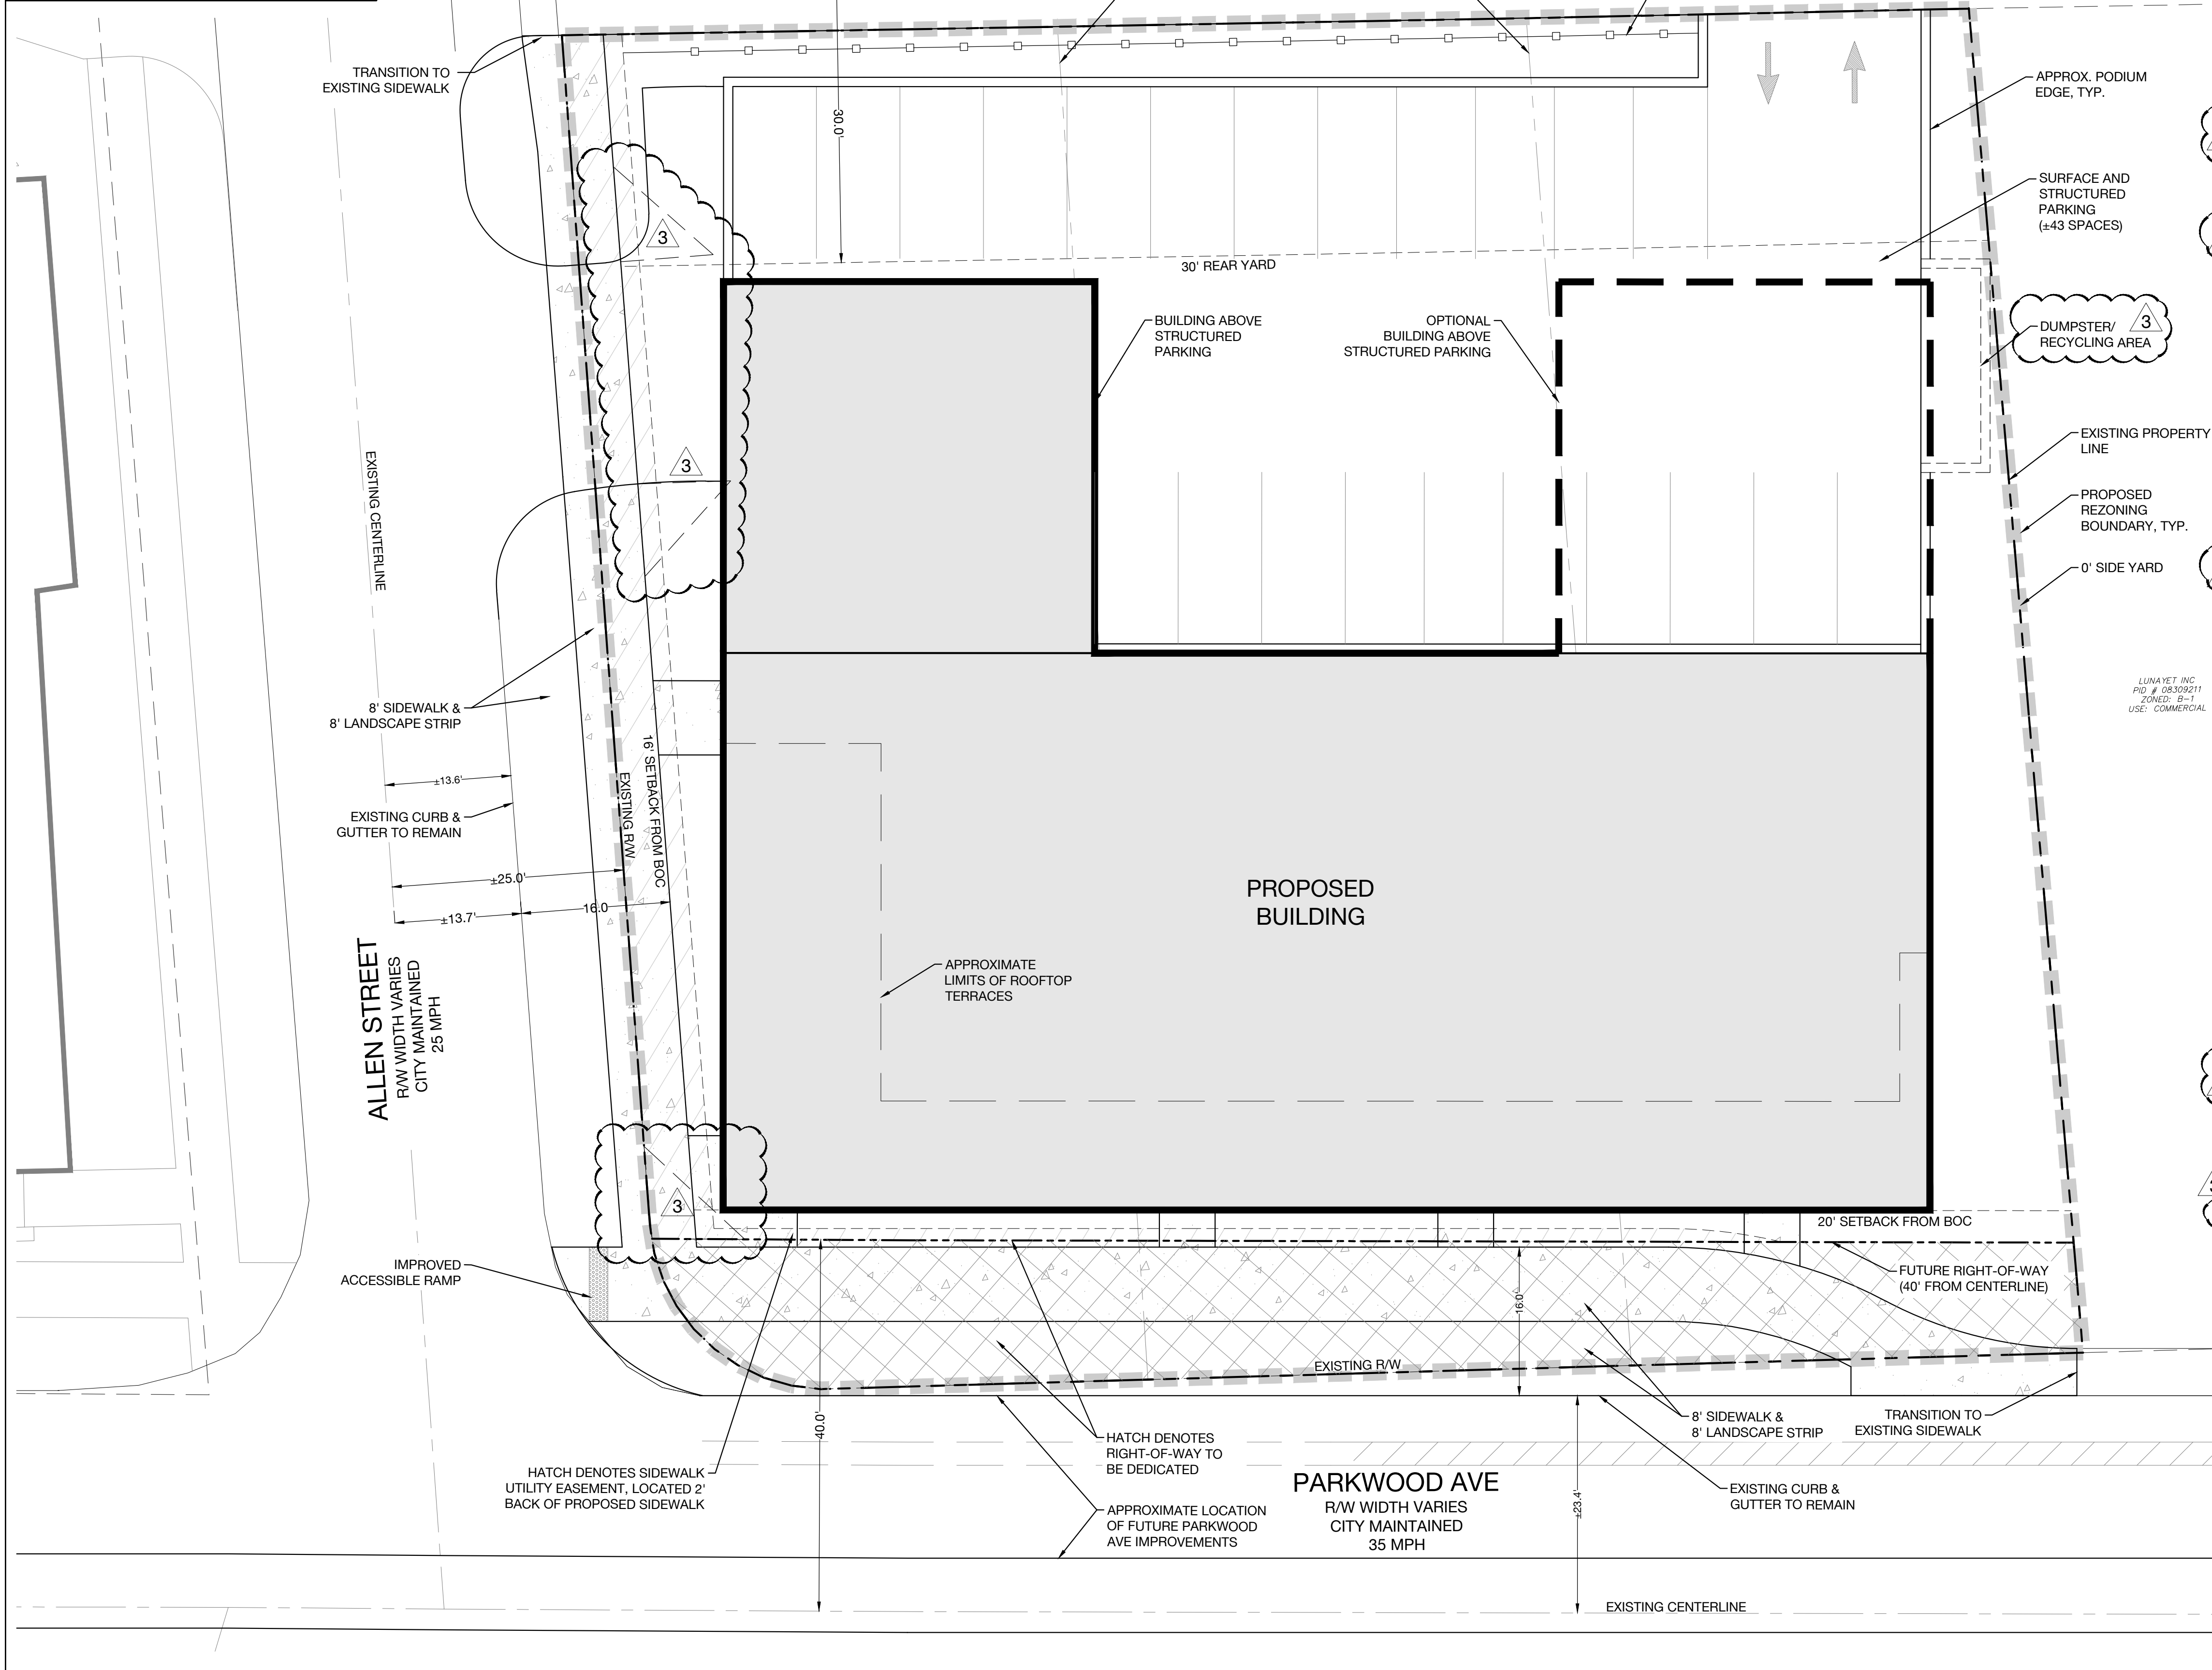 TRANSITION TO
EXISTING SIDEWALK
30.0'
APPROX. PODIUM
EDGE, TYP.
SURFACE AND
STRUCTURED
PARKING
(±43 SPACES)
3
30' REAR YARD
BUILDING ABOVE
STRUCTURED
PARKING
OPTIONAL
BUILDING ABOVE
STRUCTURED PARKING
DUMPSTER/
RECYCLING AREA
3
EXISTING PROPERTY
LINE
PROPOSED
REZONING
BOUNDARY, TYP.
0' SIDE YARD
3
EXISTING CENTERLINE
LUNAYET INC
PID # 08309211
ZONED: B-1
USE: COMMERCIAL
8' SIDEWALK &
8' LANDSCAPE STRIP
±13.6'
EXISTING CURB &
GUTTER TO REMAIN
EXISTING R/W
16' SETBACK FROM BOC
±25.0'
±13.7'
16.0
PROPOSED
BUILDING
APPROXIMATE
LIMITS OF ROOFTOP
TERRACES
ALLEN STREET
R/W WIDTH VARIES
CITY MAINTAINED
25 MPH
3
20' SETBACK FROM BOC
IMPROVED
ACCESSIBLE RAMP
FUTURE RIGHT-OF-WAY
(40' FROM CENTERLINE)
16.0'
EXISTING R/W
40.0'
HATCH DENOTES
RIGHT-OF-WAY TO
BE DEDICATED
8' SIDEWALK &
8' LANDSCAPE STRIP
TRANSITION TO
EXISTING SIDEWALK
HATCH DENOTES SIDEWALK
UTILITY EASEMENT, LOCATED 2'
BACK OF PROPOSED SIDEWALK
APPROXIMATE LOCATION
OF FUTURE PARKWOOD
AVE IMPROVEMENTS
PARKWOOD AVE
R/W WIDTH VARIES
CITY MAINTAINED
35 MPH
±23.4'
EXISTING CURB &
GUTTER TO REMAIN
EXISTING CENTERLINE